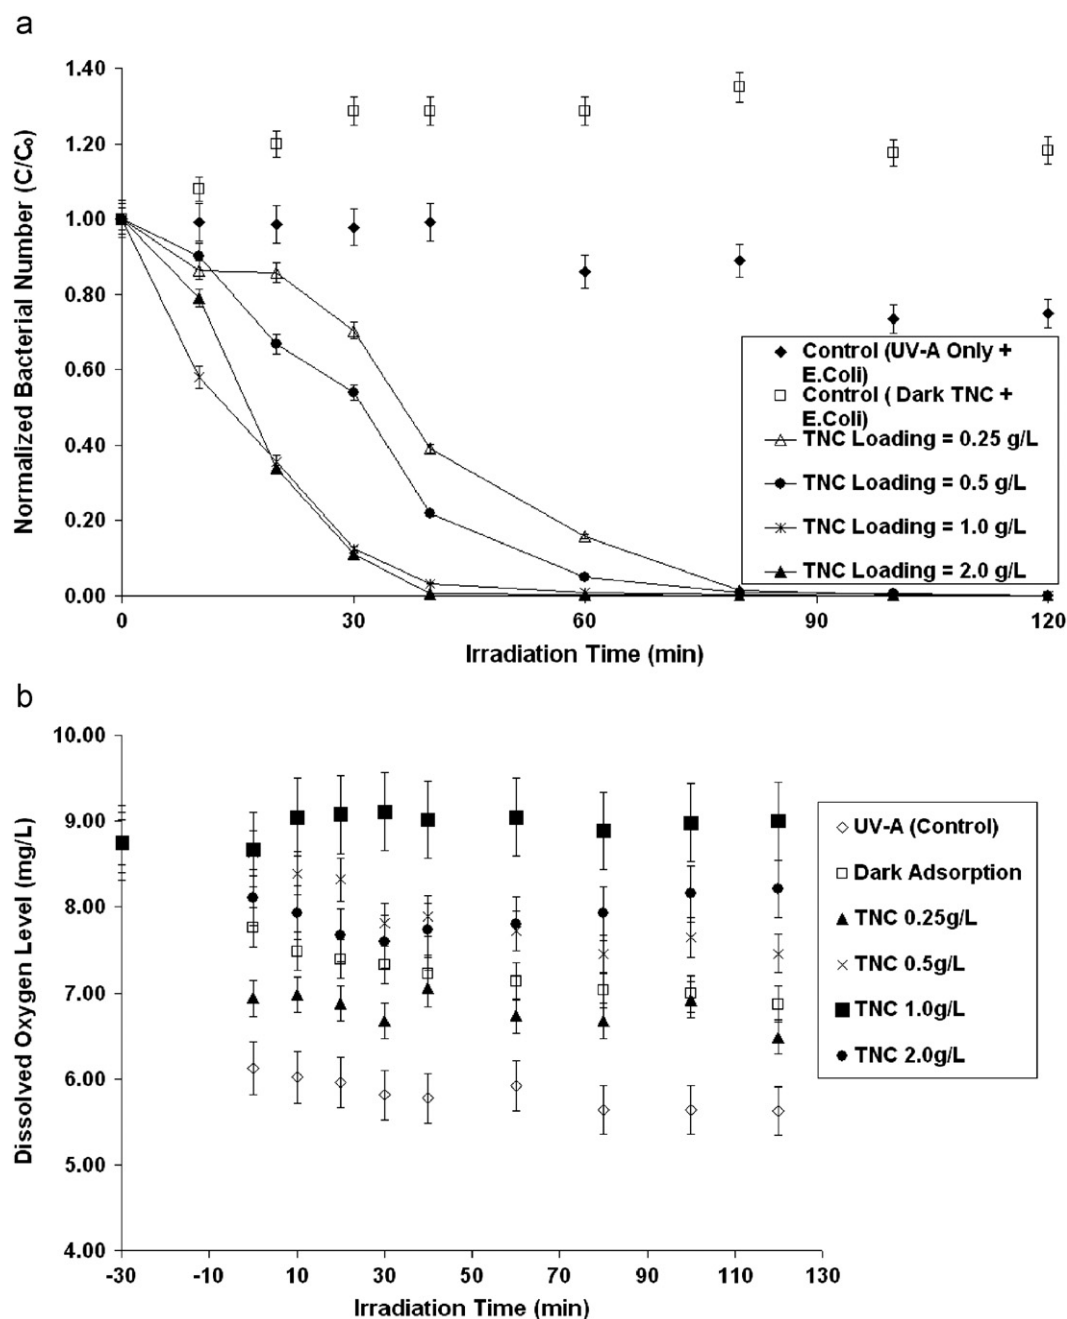 a
1.40
1.20
1.00
0.80
0.60
0.40
0.20
0.00
0
30
60
90
120
Normalized Bacterial Number (C/Co)
Irradiation Time (min)
Control (UV-A Only +
E.Coli)
Control ( Dark TNC +
E.Coli)
TNC Loading = 0.25 g/L
TNC Loading = 0.5 g/L
TNC Loading = 1.0 g/L
TNC Loading = 2.0 g/L
b
10.00
9.00
8.00
7.00
6.00
5.00
4.00
-30
-10
10
30
50
70
90
110
130
Dissolved Oxygen Level (mg/L)
Irradiation Time (min)
UV-A (Control)
Dark Adsorption
TNC 0.25g/L
TNC 0.5g/L
TNC 1.0g/L
TNC 2.0g/L